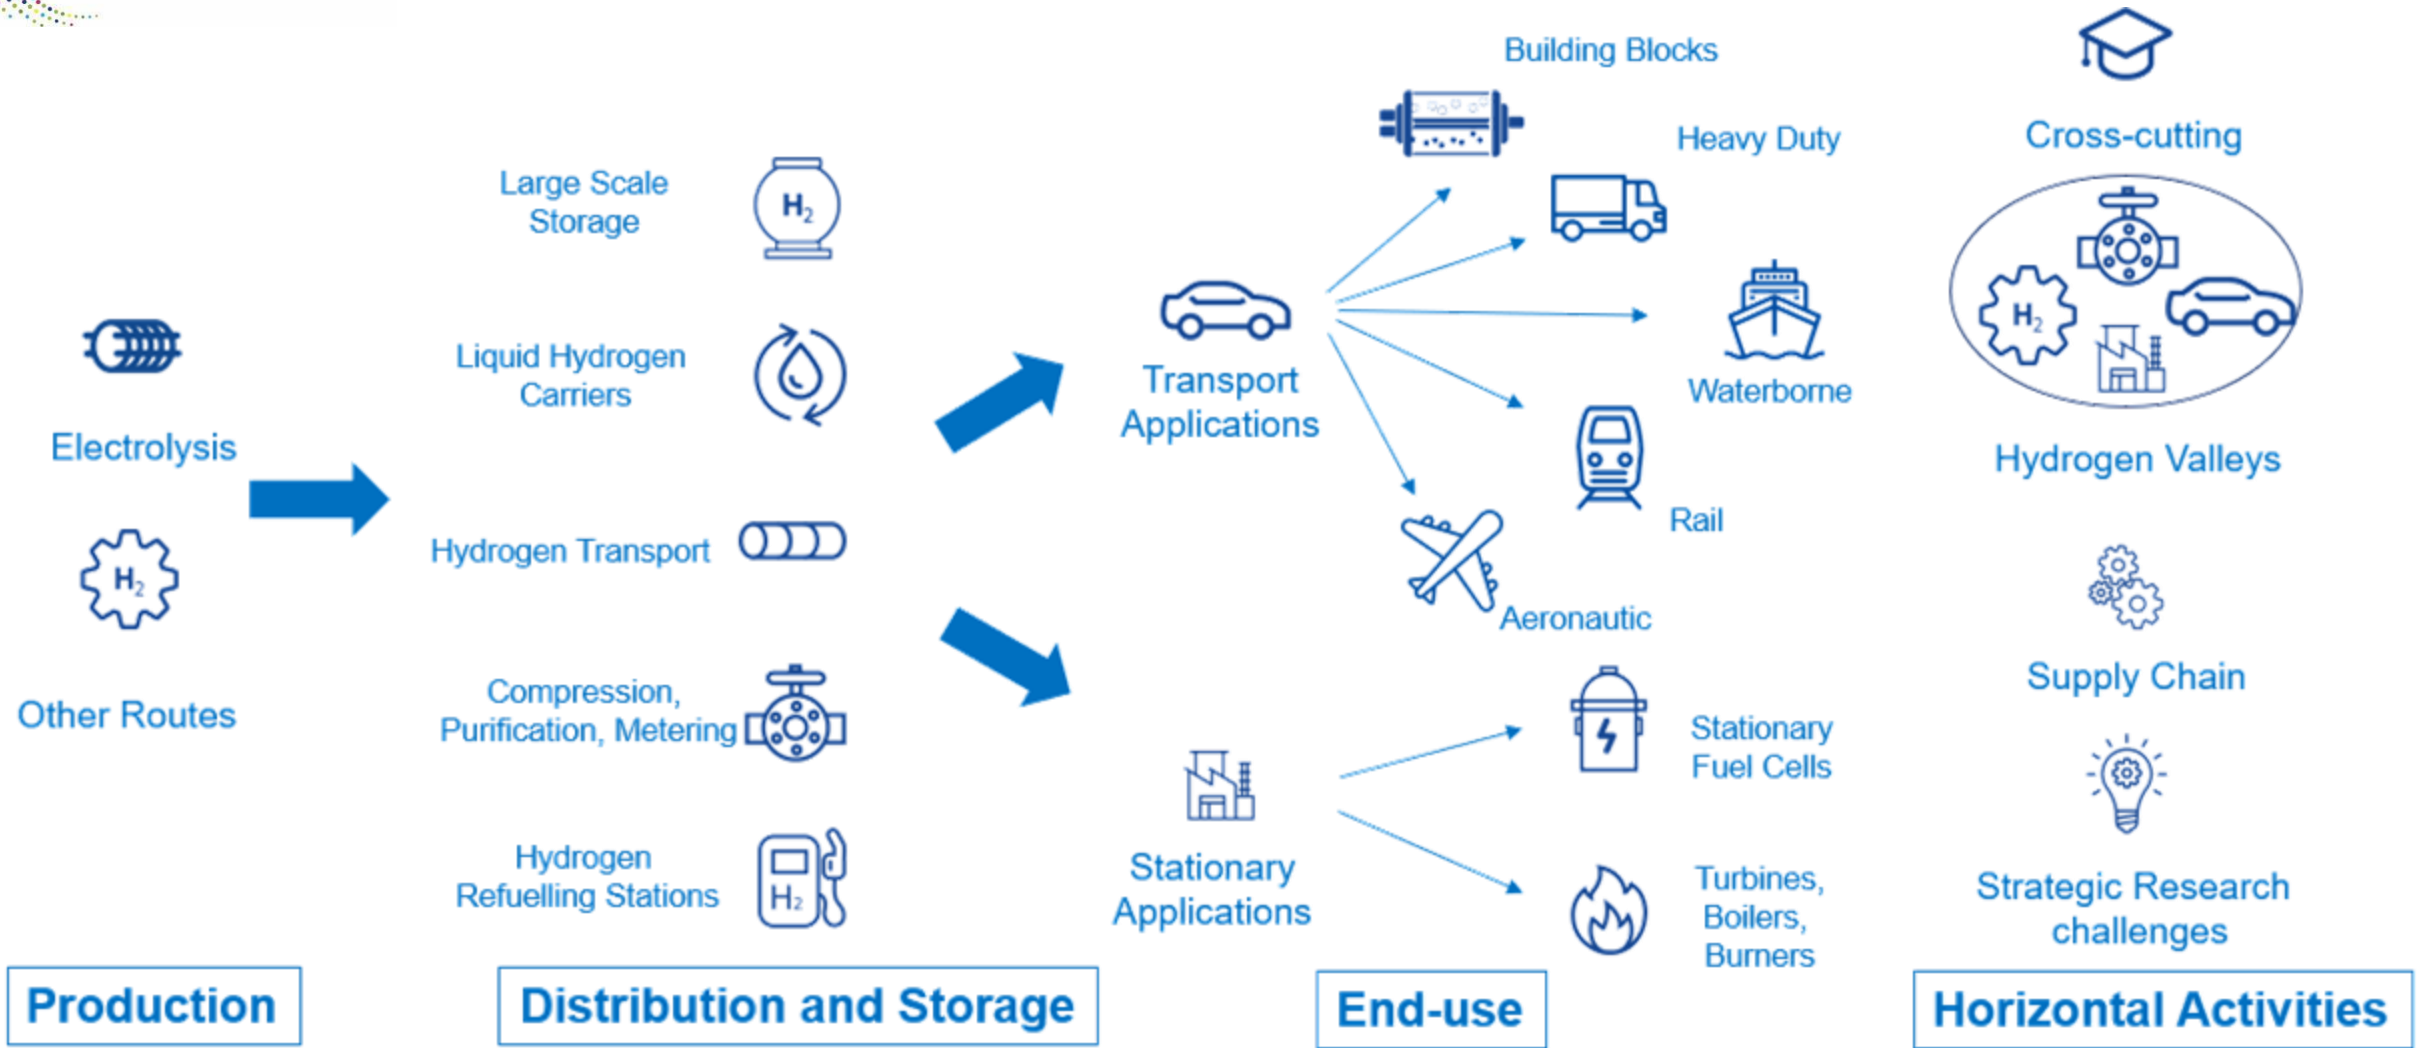 Electrolysis
H2
Other Routes
Production
Large Scale
Storage
H2
Liquid Hydrogen
Carriers
Hydrogen Transport
Compression,
Purification, Metering
Hydrogen
Refuelling Stations
H2
Distribution and Storage
Transport
Applications
Stationary
Applications
Building Blocks
Heavy Duty
Waterborne
Rail
Aeronautic
Stationary
Fuel Cells
Turbines,
Boilers,
Burners
End-use
Cross-cutting
H2
Hydrogen Valleys
Supply Chain
Strategic Research
challenges
Horizontal Activities